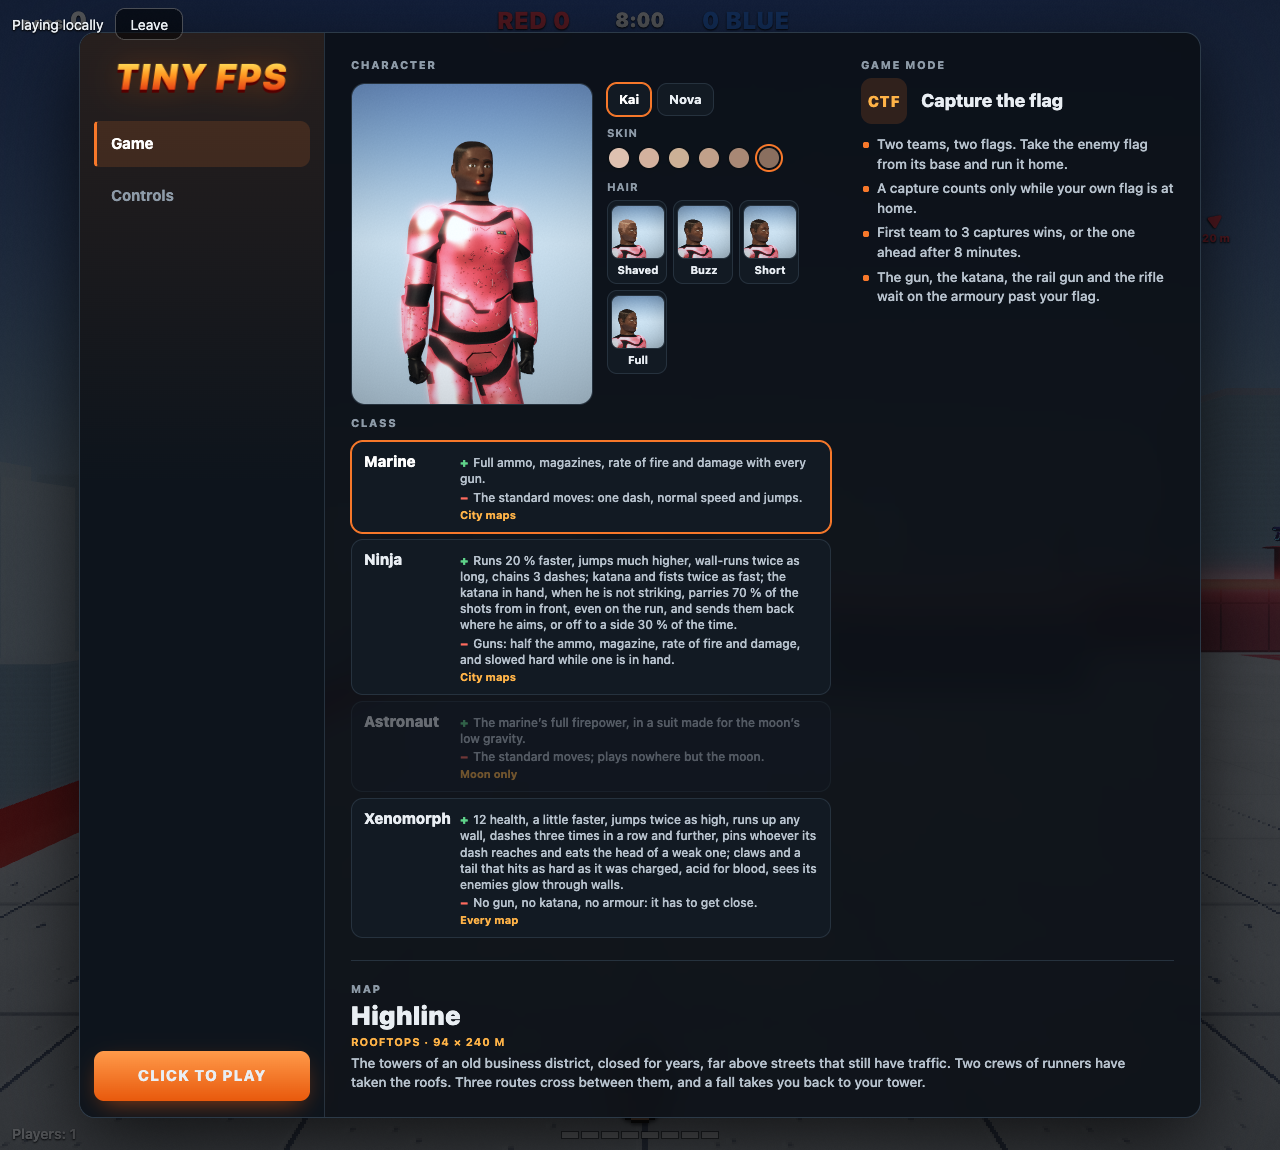 Playing locally
Leave
RED 0
8:00
0 BLUE
TINY FPS
Game
Controls
CLICK TO PLAY
Players: 1
CHARACTER
Kai
Nova
SKIN
HAIR
Shaved
Buzz
Short
Full
CLASS
Marine
+ Full ammo, magazines, rate of fire and damage with every
gun.
– The standard moves: one dash, normal speed and jumps.
City maps
Ninja
+ Runs 20 % faster, jumps much higher, wall-runs twice as
long, chains 3 dashes; katana and fists twice as fast; the
katana in hand, when he is not striking, parries 70 % of the
shots from in front, even on the run, and sends them back
where he aims, or off to a side 30 % of the time.
– Guns: half the ammo, magazine, rate of fire and damage,
and slowed hard while one is in hand.
City maps
Astronaut
+ The marine's full firepower, in a suit made for the moon's
low gravity.
– The standard moves; plays nowhere but the moon.
Moon only
Xenomorph
+ 12 health, a little faster, jumps twice as high, runs up any
wall, dashes three times in a row and further, pins whoever its
dash reaches and eats the head of a weak one; claws and a
tail that hits as hard as it was charged, acid for blood, sees its
enemies glow through walls.
– No gun, no katana, no armour: it has to get close.
Every map
GAME MODE
CTF
Capture the flag
Two teams, two flags. Take the enemy flag
from its base and run it home.
A capture counts only while your own flag is at
home.
First team to 3 captures wins, or the one
ahead after 8 minutes.
The gun, the katana, the rail gun and the rifle
wait on the armoury past your flag.
MAP
Highline
ROOFTOPS · 94 × 240 M
The towers of an old business district, closed for years, far above streets that still have traffic. Two crews of runners have
taken the roofs. Three routes cross between them, and a fall takes you back to your tower.